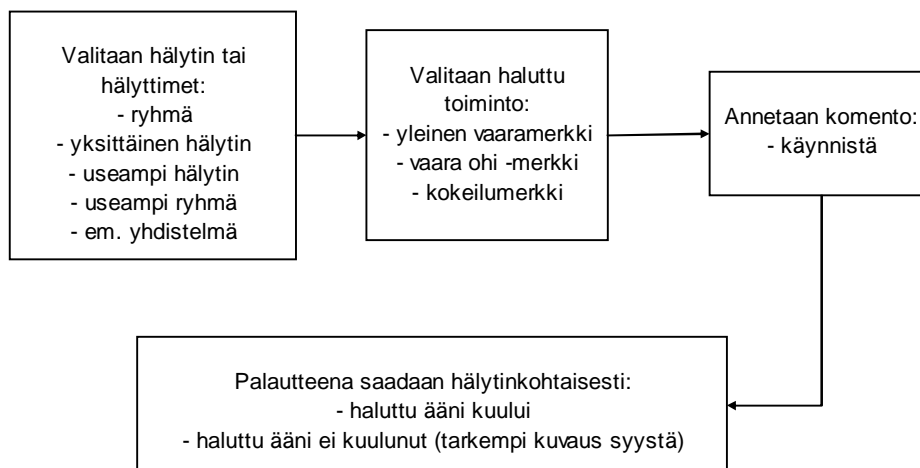 Valitaan hälytin tai
hälyttimet:
- ryhmä
- yksittäinen hälytin
- useampi hälytin
- useampi ryhmä
- em. yhdistelmä
Valitaan haluttu
toiminto:
- yleinen vaaramerkki
- vaara ohi -merkki
- kokeilumerkki
Annetaan komento:
- käynnistä
Palautteena saadaan hälytinkohtaisesti:
- haluttu ääni kuului
- haluttu ääni ei kuulunut (tarkempi kuvaus syystä)